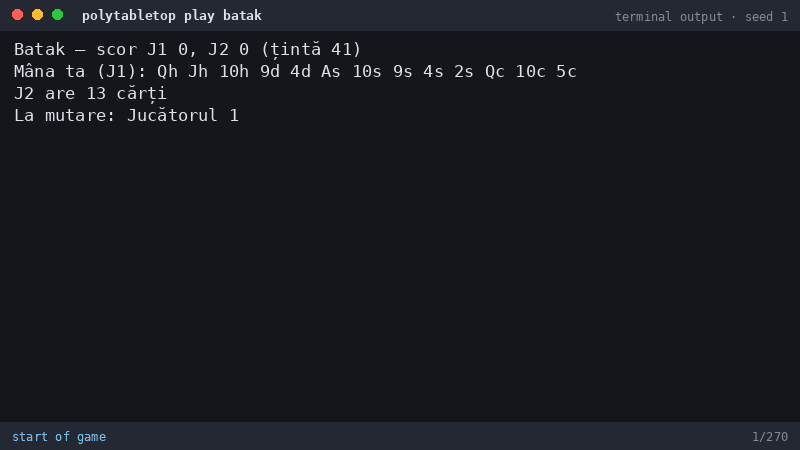 polytabletop play batak
terminal output · seed 1
Batak — scor J1 0, J2 0 (țintă 41)
Mâna ta (J1): Qh Jh 10h 9d 4d As 10s 9s 4s 2s Qc 10c 5c
J2 are 13 cărți
La mutare: Jucătorul 1
start of game
1/270